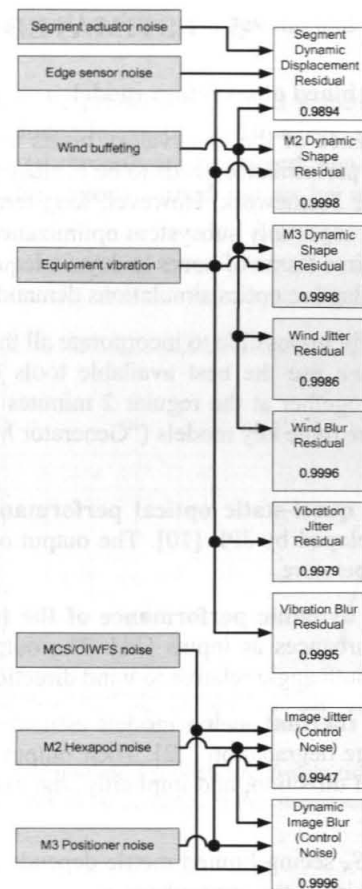 Segment actuator noise
Edge sensor noise
Wind buffeting
Equipment vibration
MCS/OIWFS noise
M2 Hexapod noise
M3 Positioner noise
Segment
Dynamic
Displacement
Residual
0.9894
M2 Dynamic
Shape
Residual
0.9998
M3 Dynamic
Shape
Residual
0.9998
Wind Jitter
Residual
0.9986
Wind Blur
Residual
0.9996
Vibration
Jitter
Residual
0.9979
Vibration Blur
Residual
0.9995
Image Jitter
(Control
Noise)
0.9947
Dynamic
Image Blur
(Control
Noise)
0.9996